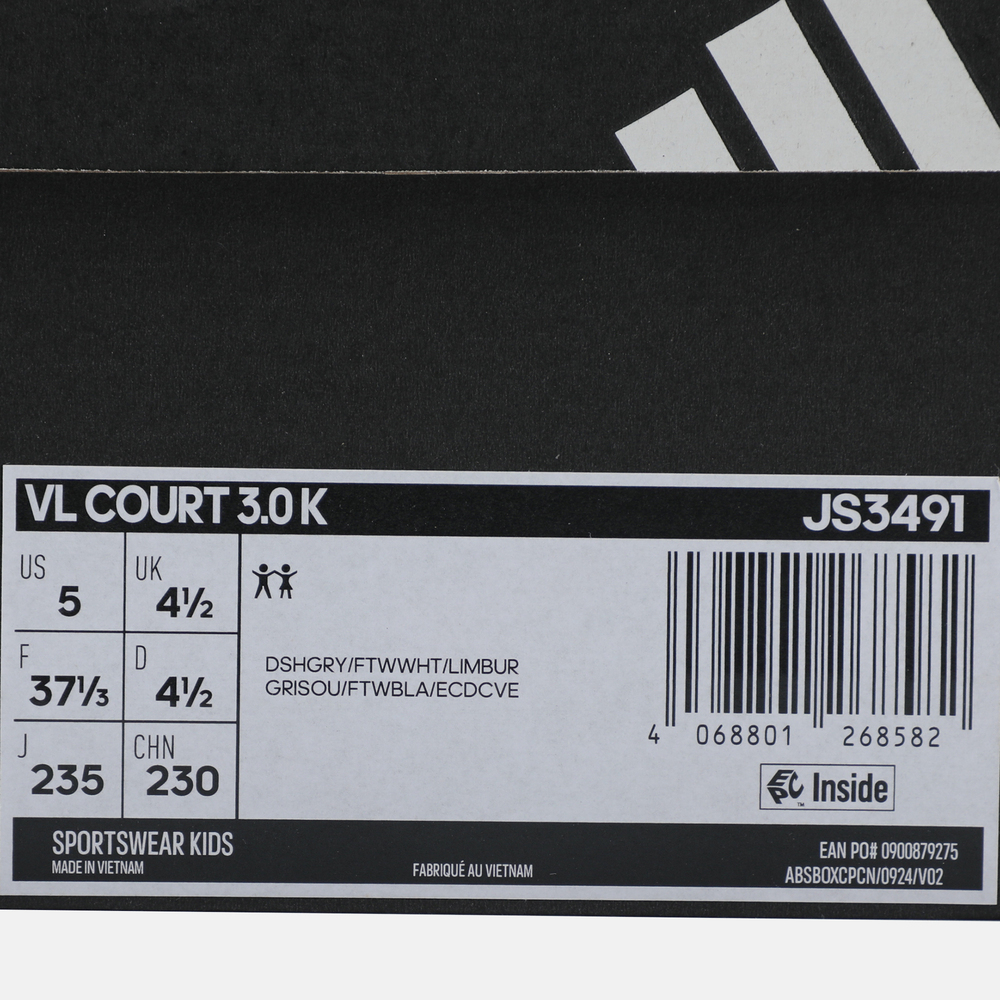 VL COURT 3.0 K
JS3491
US
5
UK
4½
F
37⅓
D
4½
J
235
CHN
230
DSHGRY/FTWWHT/LIMBUR
GRISOU/FTWBLA/ECDCVE
4 068801 268582
EPC™ Inside
SPORTSWEAR KIDS
MADE IN VIETNAM
FABRIQUÉ AU VIETNAM
EAN PO# 0900879275
ABSBOXCPCN/0924/V02